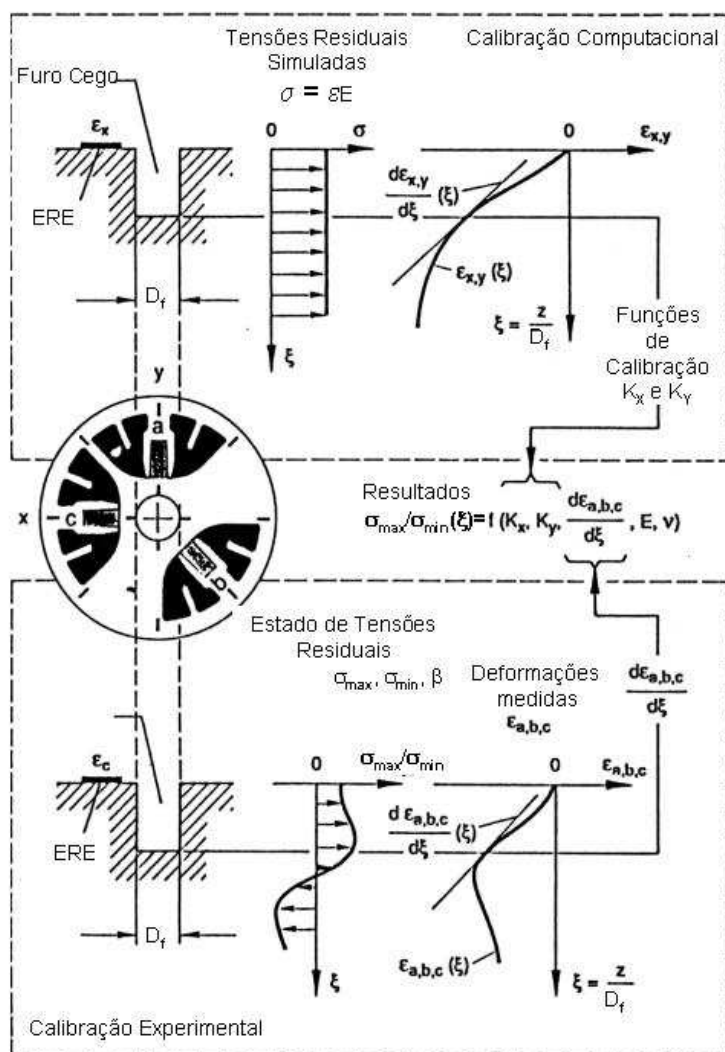 Tensões Residuais
Simuladas
σ = εE
Calibração Computacional
Furo Cego
εx
ERE
Df
0
σ
ξ
0
εx,y
dεx,y
dξ
(ξ)
εx,y (ξ)
ξ = z
Df
Funções
de
Calibração
Kx e KY
y
a
x
c
b
Resultados
σmax/σmin(ξ)= f (Kx, Ky, dεa,b,c
dξ
, E, ν)
Estado de Tensões
Residuais
σmax, σmin, β
Deformações
medidas
εa,b,c
dεa,b,c
dξ
εc
ERE
Df
0
σmax/σmin
ξ
0
εa,b,c
d εa,b,c
dξ
(ξ)
εa,b,c (ξ)
ξ = z
Df
Calibração Experimental